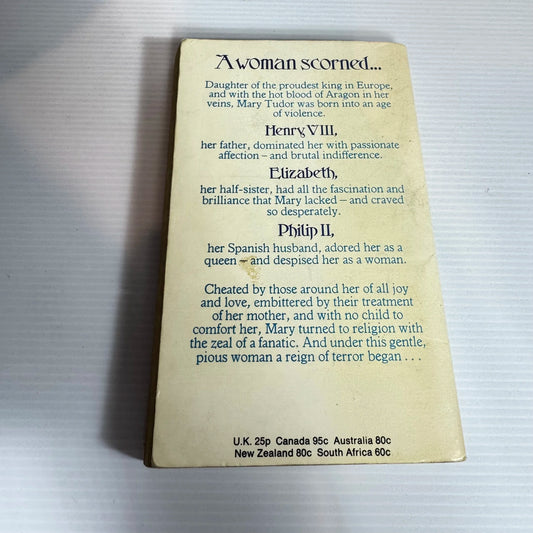 A woman scorned...
Daughter of the proudest king in Europe,
and with the hot blood of Aragon in her
veins, Mary Tudor was born into an age
of violence.
Henry VIII,
her father, dominated her with passionate
affection – and brutal indifference.
Elizabeth,
her half-sister, had all the fascination and
brilliance that Mary lacked – and craved
so desperately.
Philip II,
her Spanish husband, adored her as a
queen – and despised her as a woman.
Cheated by those around her of all joy
and love, embittered by their treatment
of her mother, and with no child to
comfort her, Mary turned to religion with
the zeal of a fanatic. And under this gentle,
pious woman a reign of terror began . . .
U.K. 25p Canada 95c Australia 80c
New Zealand 80c South Africa 60c